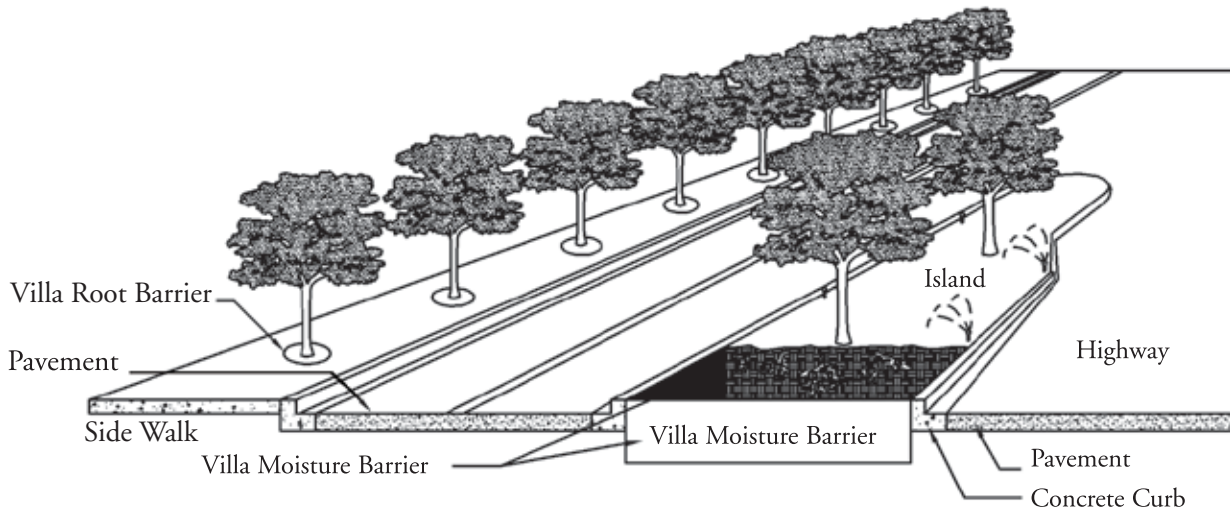 Villa Root Barrier
Island
Pavement
Highway
Side Walk
Villa Moisture Barrier
Villa Moisture Barrier
Pavement
Concrete Curb